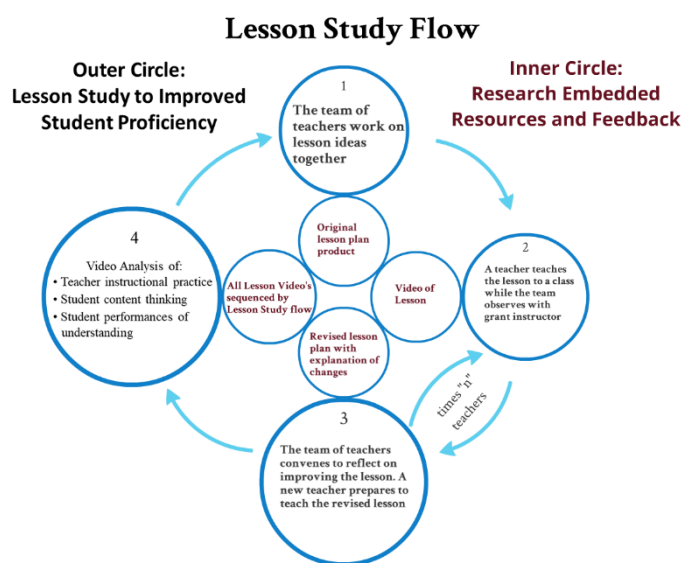 Lesson Study Flow
Outer Circle:
Lesson Study to Improved
Student Proficiency
Inner Circle:
Research Embedded
Resources and Feedback
1
The team of
teachers work on
lesson ideas
together
2
A teacher teaches
the lesson to a class
while the team
observes with
grant instructor
3
The team of teachers
convenes to reflect on
improving the lesson. A
new teacher prepares to
teach the revised lesson
4
Video Analysis of:
• Teacher instructional practice
• Student content thinking
• Student performances of
understanding
Original
lesson plan
product
Video of
Lesson
Revised lesson
plan with
explanation of
changes
All Lesson Video's
sequenced by
Lesson Study flow
times "n"
teachers